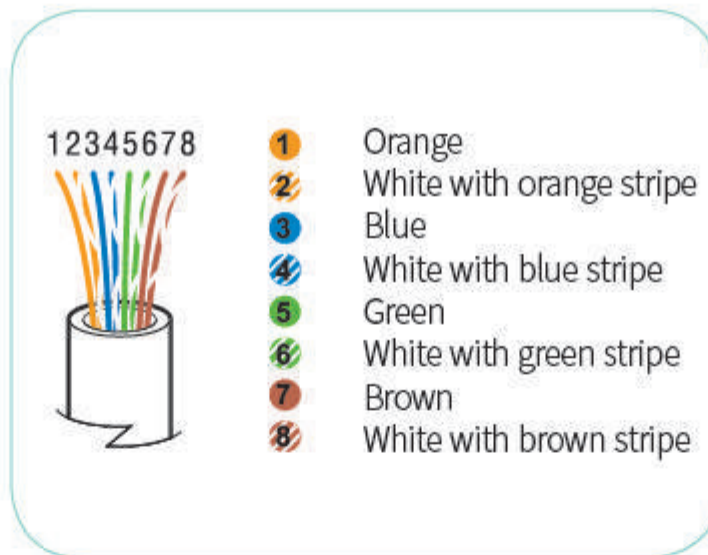 12345678
1 Orange
2 White with orange stripe
3 Blue
4 White with blue stripe
5 Green
6 White with green stripe
7 Brown
8 White with brown stripe